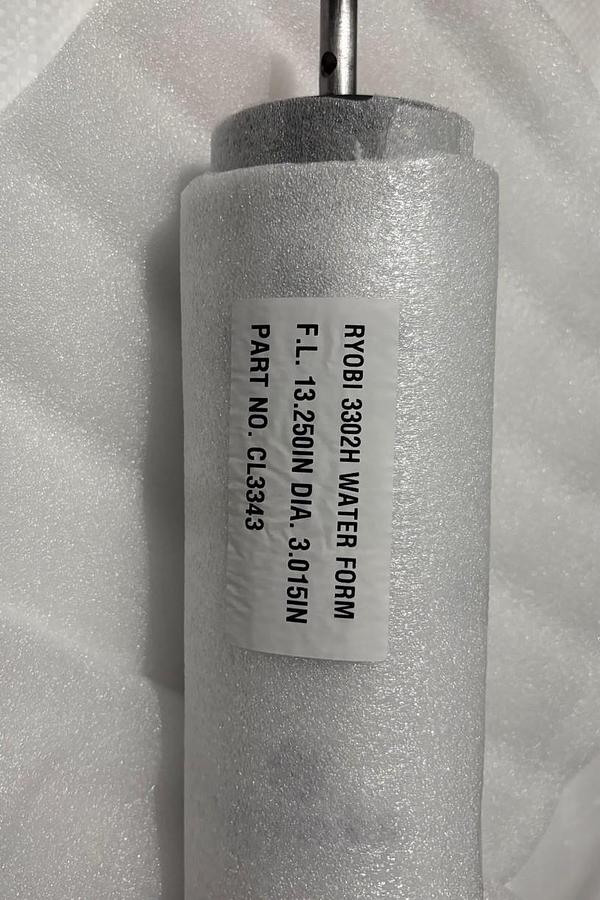 RYOBI 3302H WATER FORM
F.L. 13.250IN DIA. 3.015IN
PART NO. CL3343